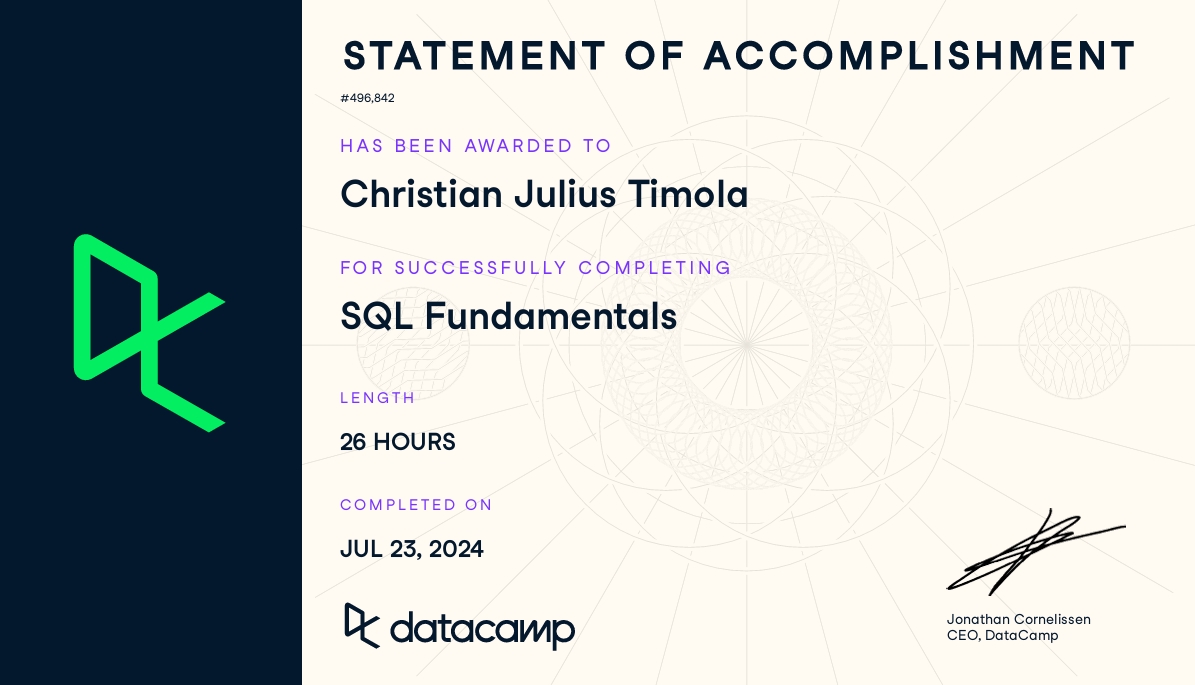 STATEMENT OF ACCOMPLISHMENT
#496,842
HAS BEEN AWARDED TO
Christian Julius Timola
FOR SUCCESSFULLY COMPLETING
SQL Fundamentals
LENGTH
26 HOURS
COMPLETED ON
JUL 23, 2024
datacamp
Jonathan Cornelissen
CEO, DataCamp